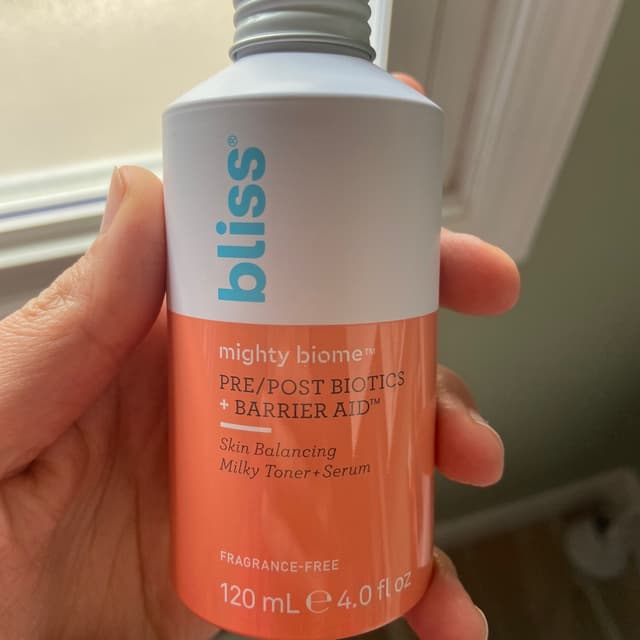 bliss®
mighty biome™
PRE/POST BIOTICS
+ BARRIER AID™
Skin Balancing
Milky Toner+Serum
FRAGRANCE-FREE
120 mL ℮ 4.0 fl oz